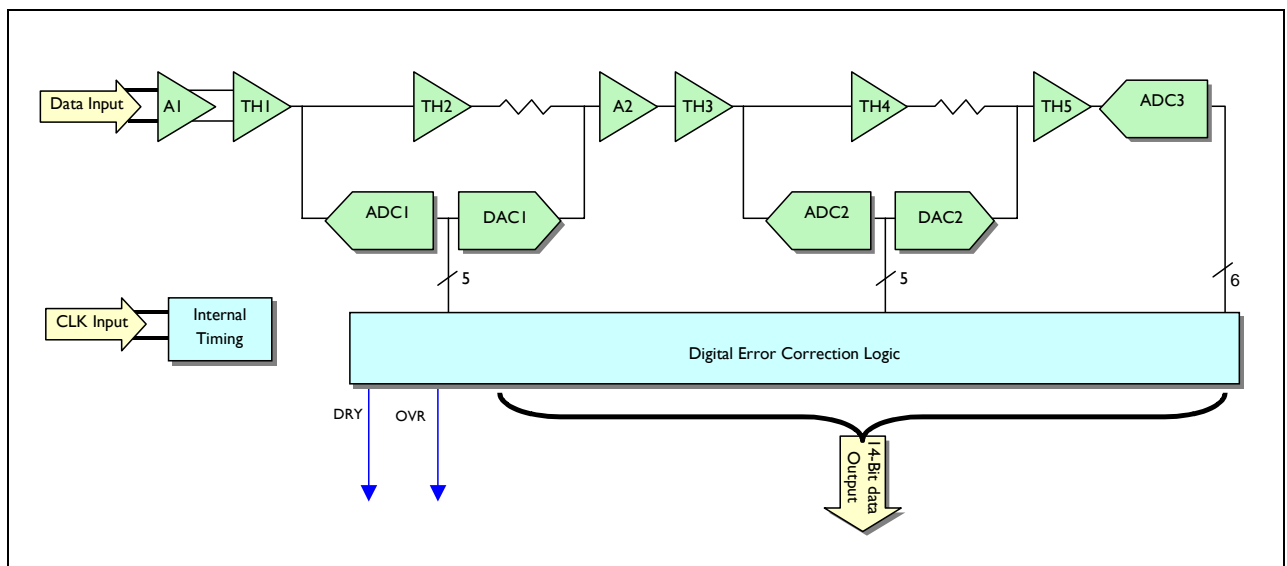 Data Input
A1
TH1
TH2
A2
TH3
TH4
TH5
ADC3
ADC1
DAC1
ADC2
DAC2
5
5
6
CLK Input
Internal
Timing
Digital Error Correction Logic
DRY
OVR
14-Bit data
Output